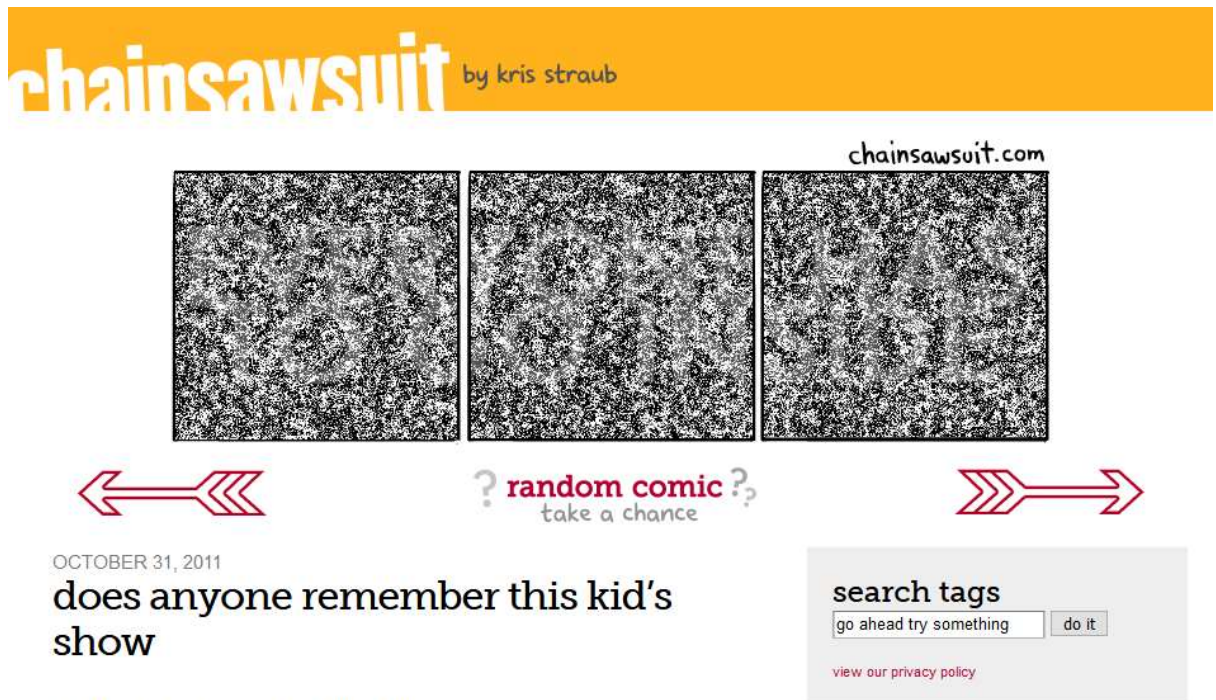 chainsawsuit by kris straub
chainsawsuit.com
HAS
? random comic ??
take a chance
OCTOBER 31, 2011
does anyone remember this kid's
show
search tags
go ahead try something do it
view our privacy policy